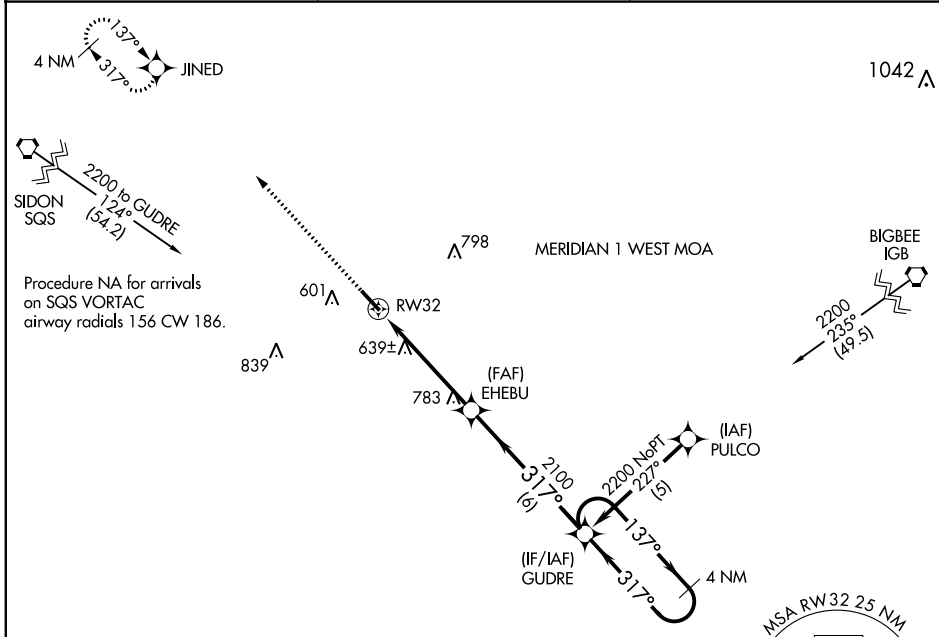 137°
4 NM
317°
JINED
1042
SIDON
SQS
2200 to GUDRE
124°
(54.2)
Procedure NA for arrivals
on SQS VORTAC
airway radials 156 CW 186.
798
MERIDIAN 1 WEST MOA
BIGBEE
IGB
2200
235°
(49.5)
601
RW32
839
639±
(FAF)
EHEBU
783
(IAF)
PULCO
2200 NoPT
227°
(5)
2100
317°
(6)
137°
(IF/IAF)
GUDRE
317°
4 NM
MSA RW32 25 NM